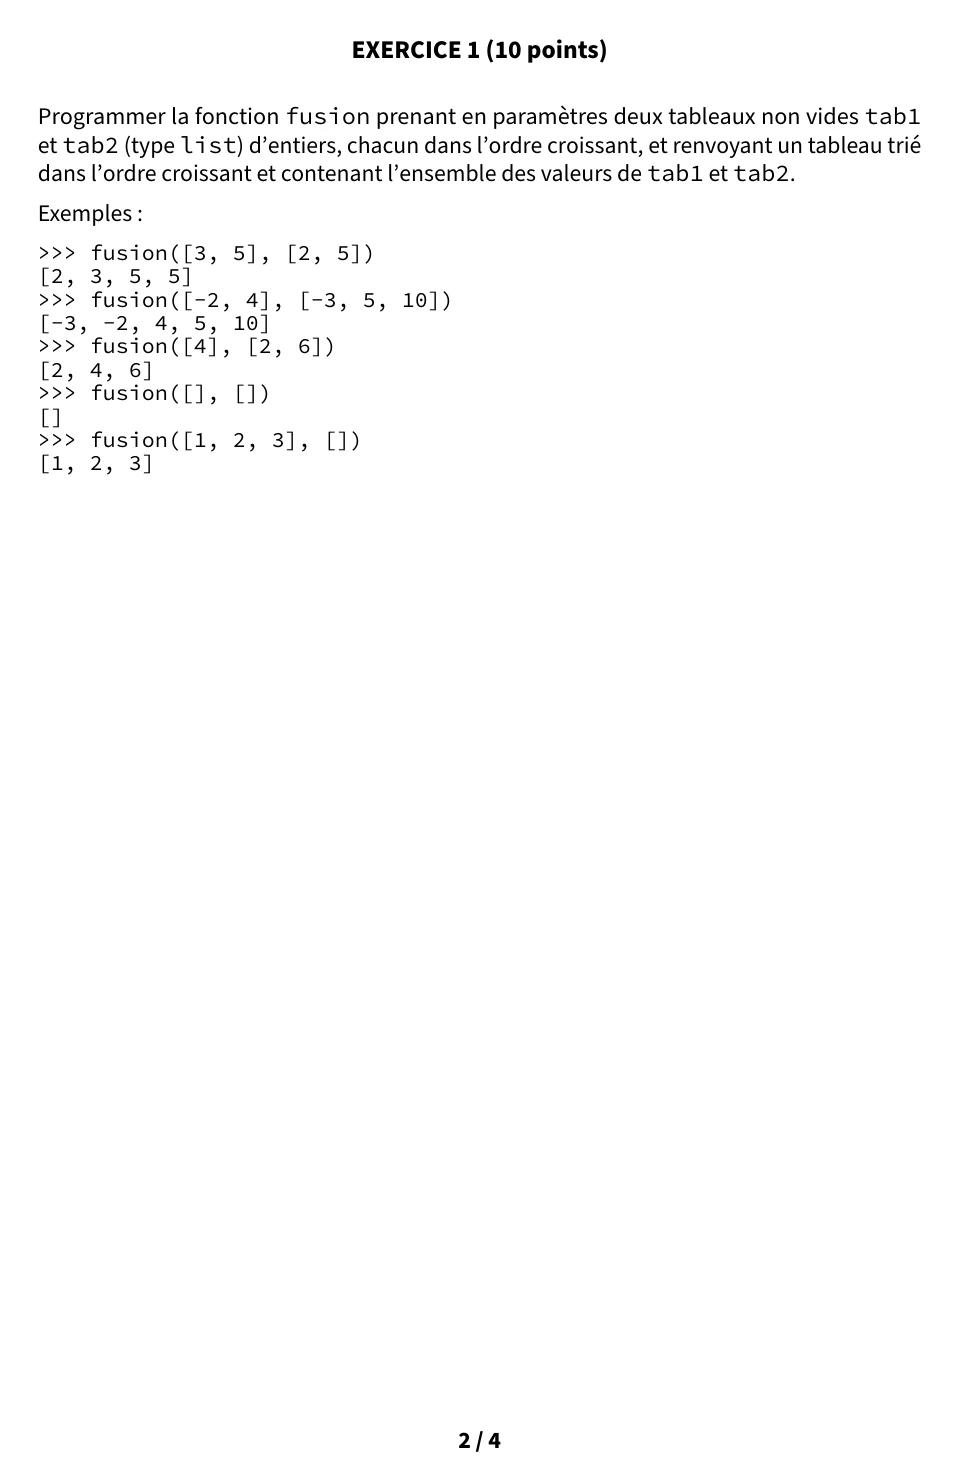 EXERCICE 1 (10 points)
Programmer la fonction fusion prenant en paramètres deux tableaux non vides tab1
et tab2 (type list) d’entiers, chacun dans l’ordre croissant, et renvoyant un tableau trié
dans l’ordre croissant et contenant l’ensemble des valeurs de tab1 et tab2.
Exemples :
>>> fusion([3, 5], [2, 5])
[2, 3, 5, 5]
>>> fusion([-2, 4], [-3, 5, 10])
[-3, -2, 4, 5, 10]
>>> fusion([4], [2, 6])
[2, 4, 6]
>>> fusion([], [])
[]
>>> fusion([1, 2, 3], [])
[1, 2, 3]
2 / 4